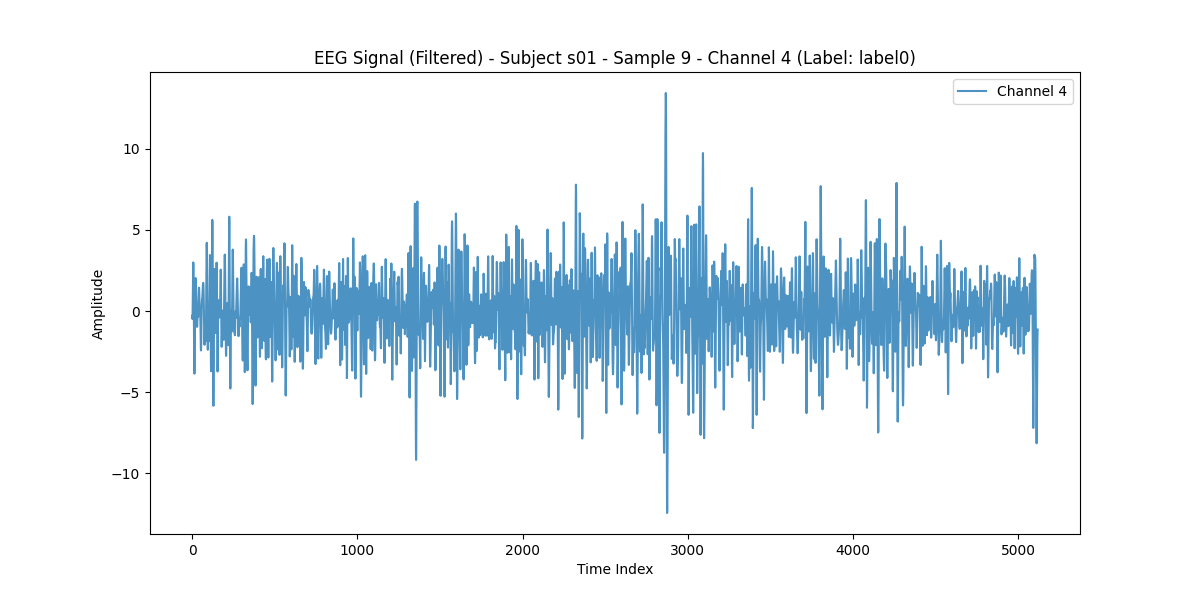 EEG Signal (Filtered) - Subject s01 - Sample 9 - Channel 4 (Label: label0)
Channel 4
Amplitude
10
5
0
−5
−10
0 1000 2000 3000 4000 5000
Time Index